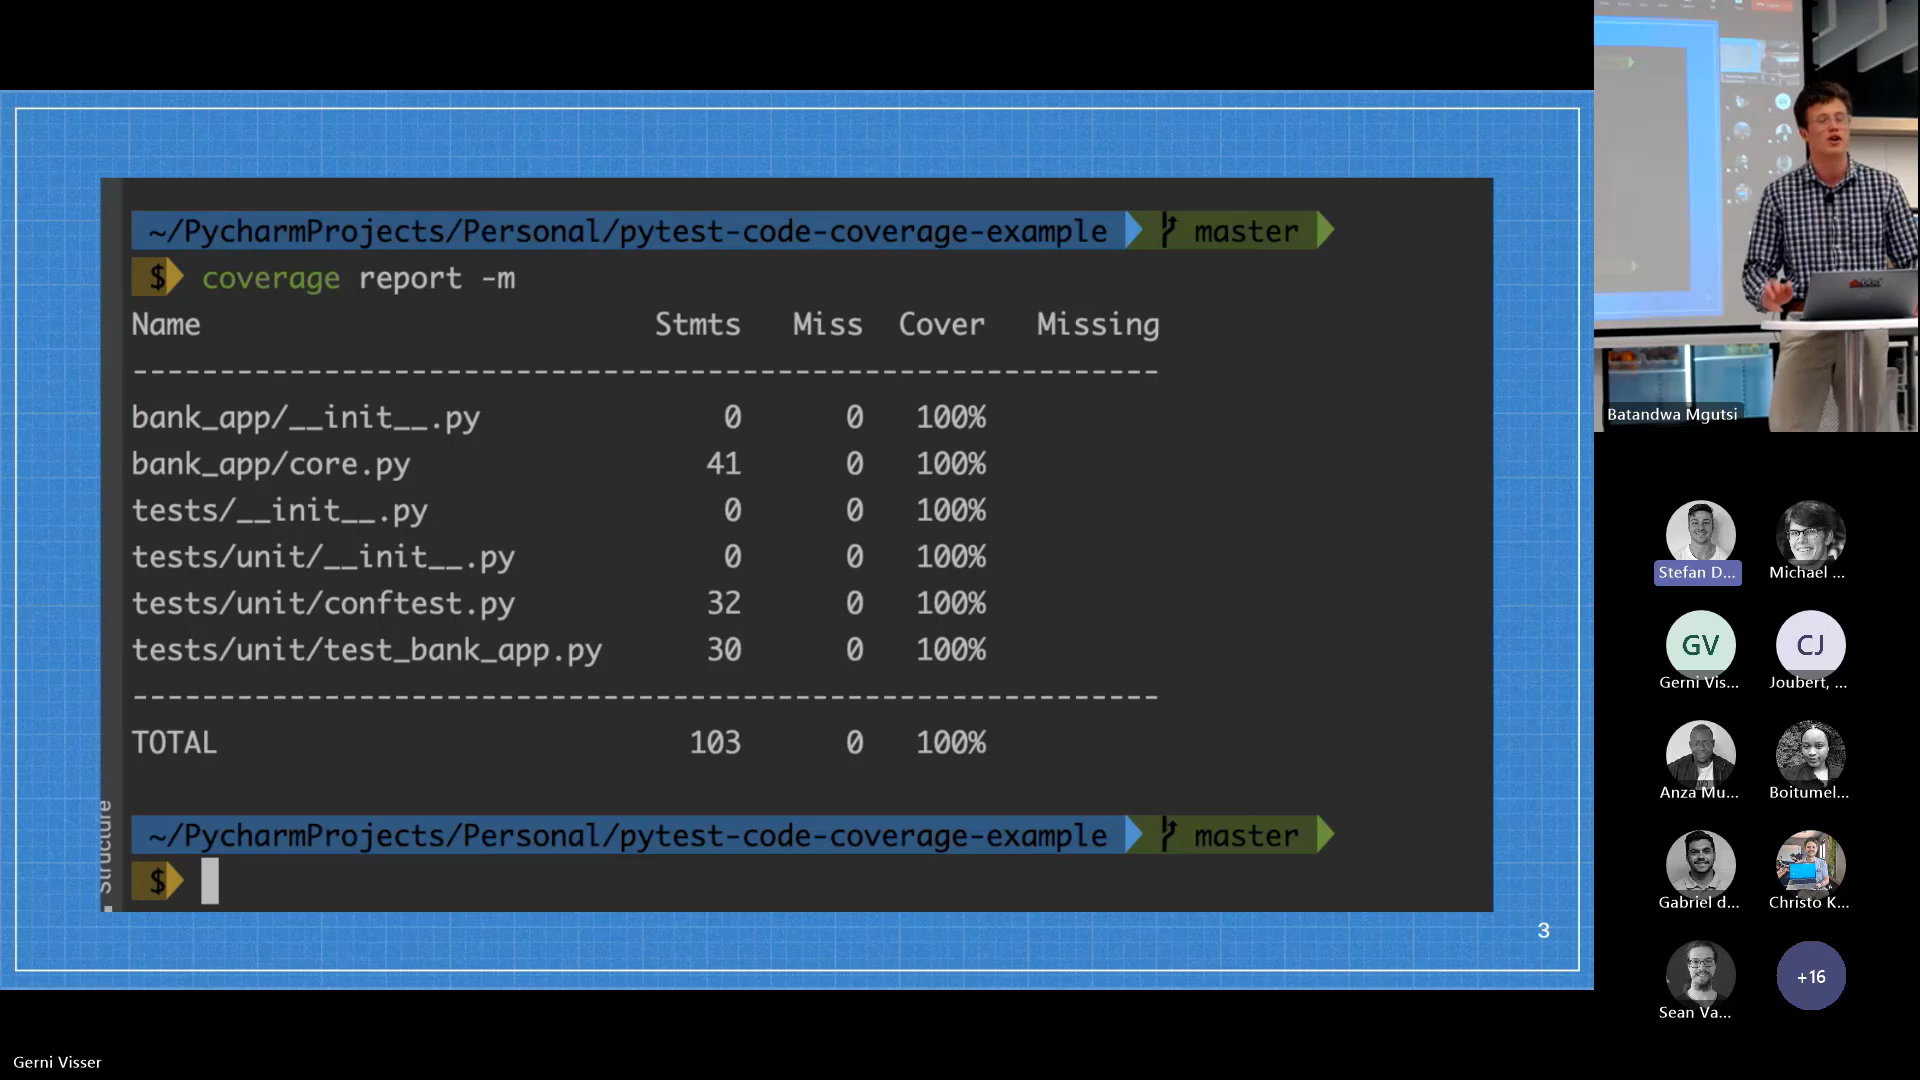 ~/PycharmProjects/Personal/pytest-code-coverage-example master
$ coverage report -m
Name Stmts Miss Cover Missing
-----------------------------------------------------------
bank_app/__init__.py 0 0 100%
bank_app/core.py 41 0 100%
tests/__init__.py 0 0 100%
tests/unit/__init__.py 0 0 100%
tests/unit/conftest.py 32 0 100%
tests/unit/test_bank_app.py 30 0 100%
-----------------------------------------------------------
TOTAL 103 0 100%
~/PycharmProjects/Personal/pytest-code-coverage-example master
$
Structure
3
Gerni Visser
Batandwa Mgutsi
Stefan D...
Michael ...
GV
CJ
Gerni Vis...
Joubert, ...
Anza Mu...
Boitumel...
Gabriel d...
Christo K...
Sean Va...
+16